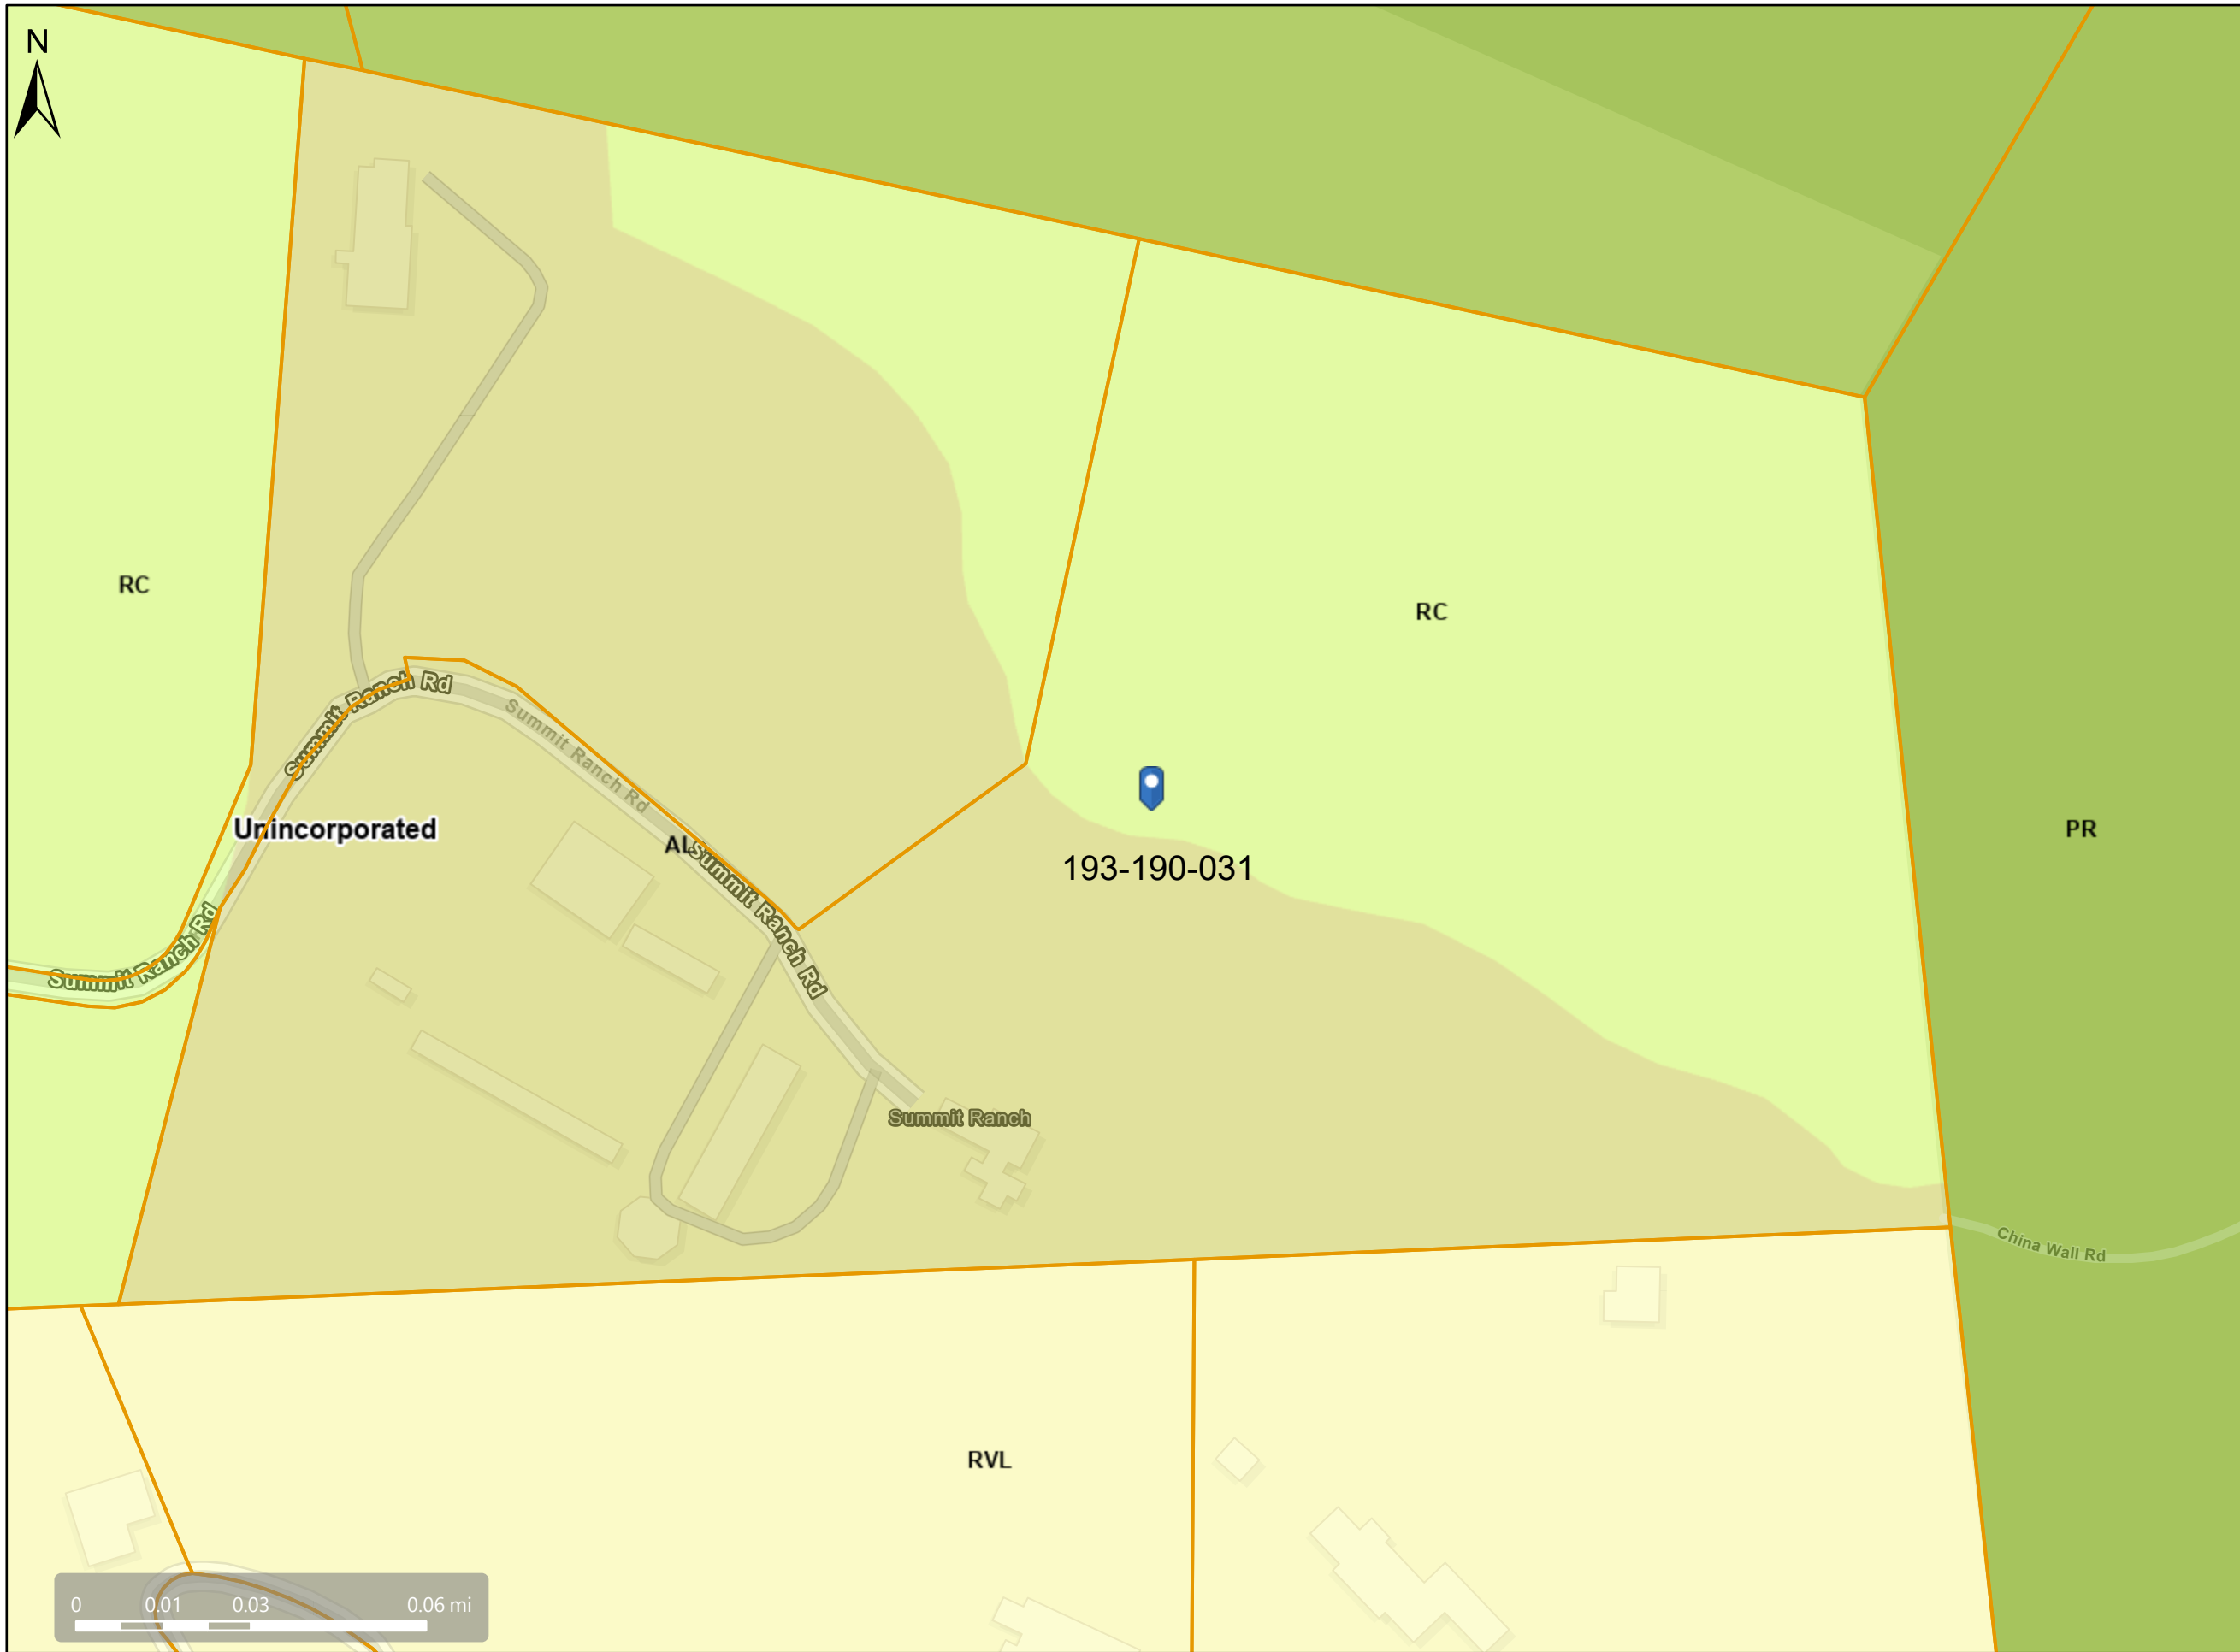 N
RC
RC
Summit Ranch Rd
Summit Ranch Rd
Unincorporated
AL
Summit Ranch Rd
PR
193-190-031
Summit Ranch Rd
Summit Ranch
China Wall Rd
RVL
0 0.01 0.03 0.06 mi